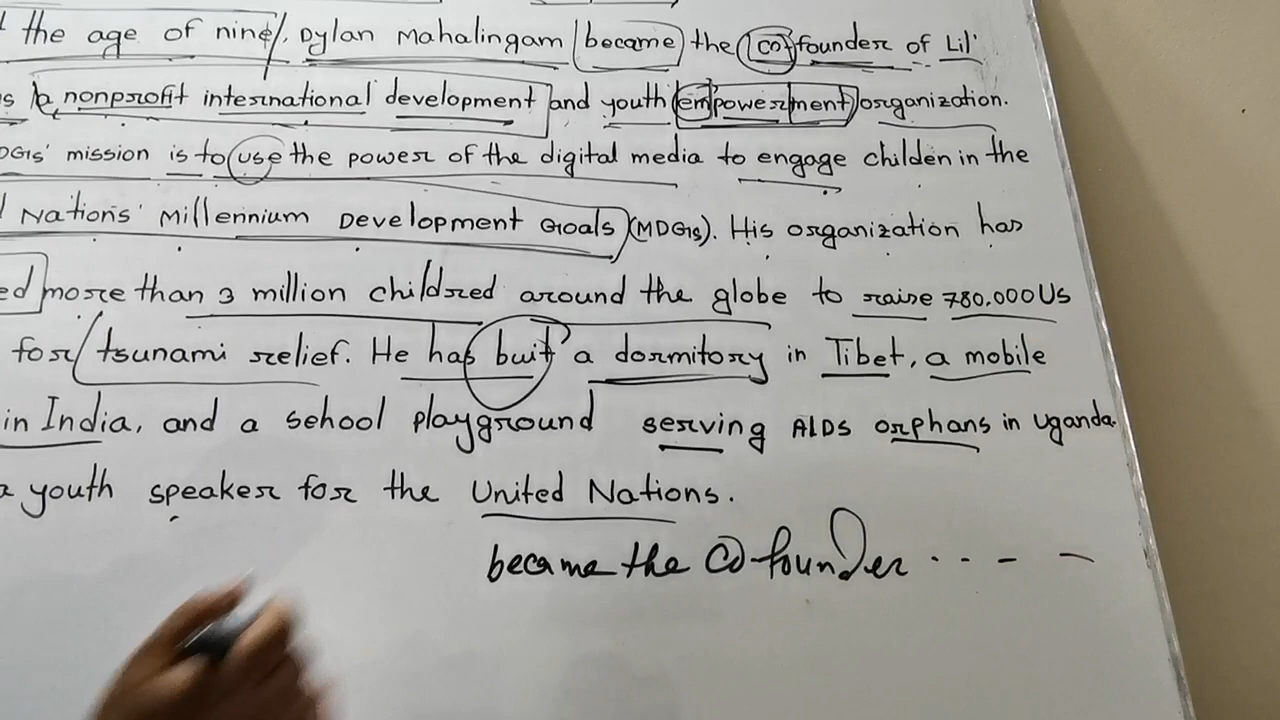 the age of nine, Dylan Mahalingam became the cofounder of Lil'
s a nonprofit international development and youth empowerment organization.
DGs' mission is to use the power of the digital media to engage childen in the
Nations' Millennium Development Goals (MDGs). His organization has
ed more than 3 million childred around the globe to raise 780.000 US
for tsunami relief. He has buit a dormitory in Tibet, a mobile
in India, and a school playground serving AIDS orphans in Uganda.
a youth speaker for the United Nations.
became the co-founder .. . - -